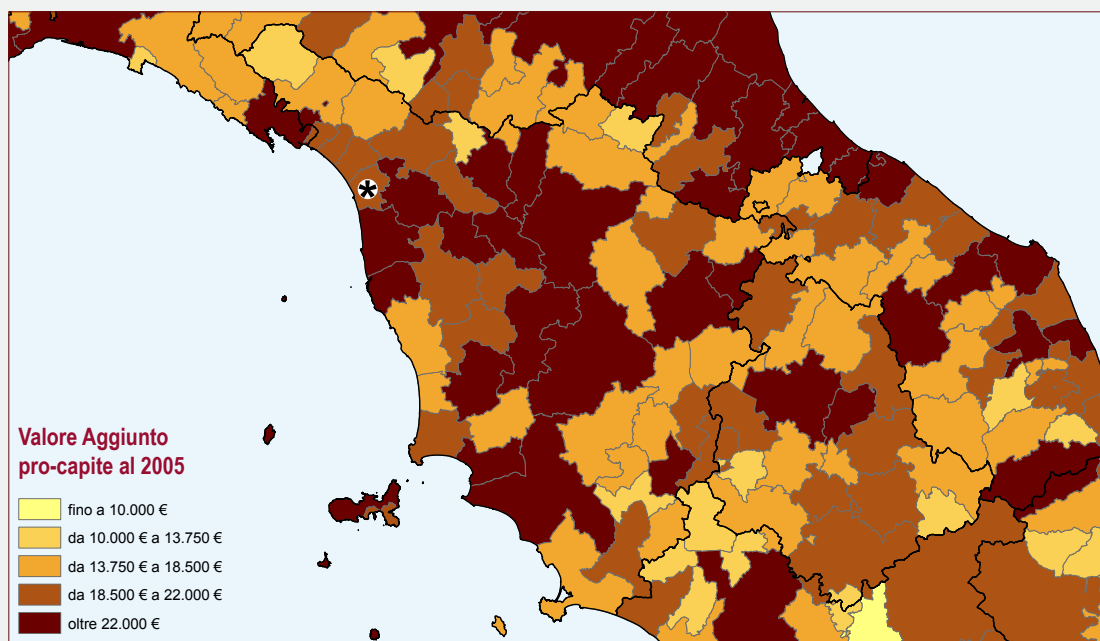 Valore Aggiunto
pro-capite al 2005
fino a 10.000 €
da 10.000 € a 13.750 €
da 13.750 € a 18.500 €
da 18.500 € a 22.000 €
oltre 22.000 €